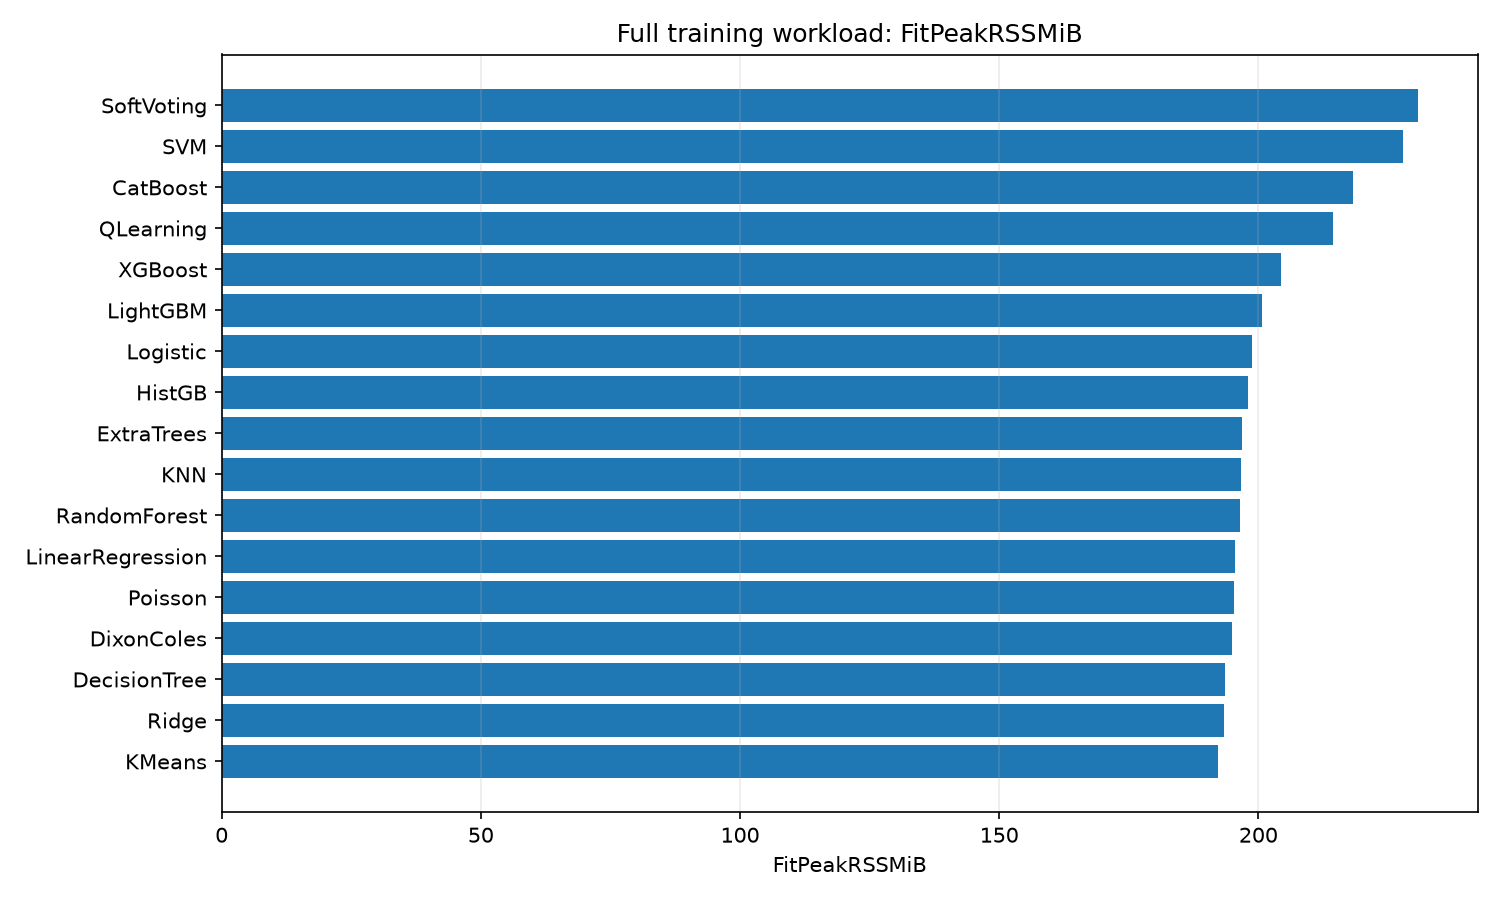 Full training workload: FitPeakRSSMiB
SoftVoting
SVM
CatBoost
QLearning
XGBoost
LightGBM
Logistic
HistGB
ExtraTrees
KNN
RandomForest
LinearRegression
Poisson
DixonColes
DecisionTree
Ridge
KMeans
0 50 100 150 200
FitPeakRSSMiB